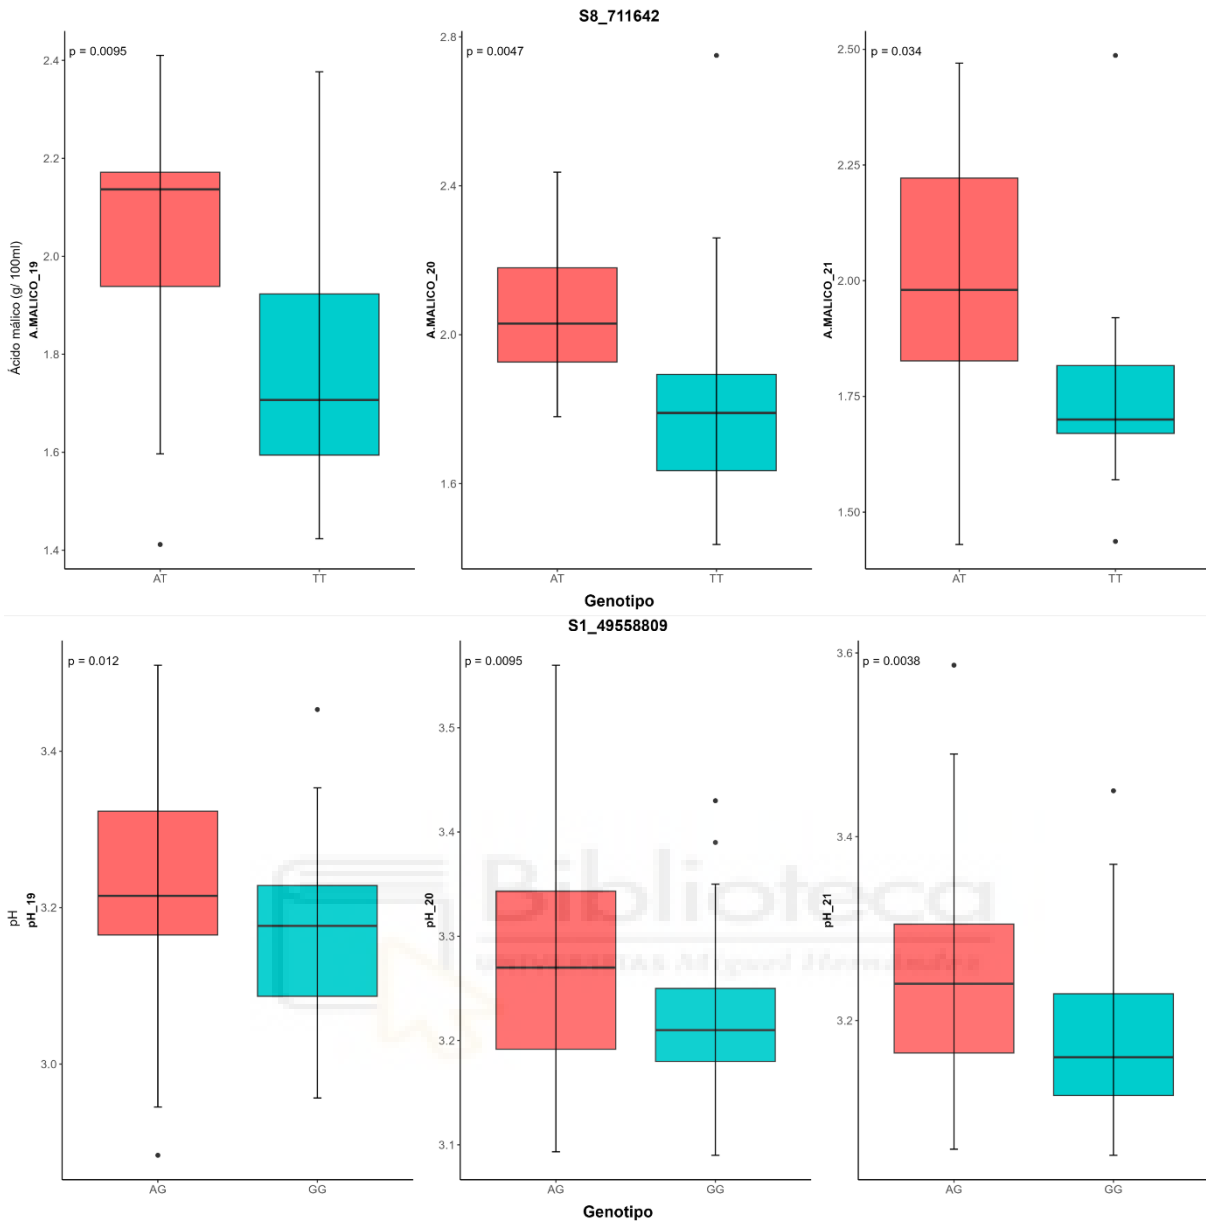 S8_711642
p = 0.0095
2.4
2.2
2.0
1.8
1.6
1.4
Ácido málico (g/ 100ml)
A.MALICO_19
AT
TT
p = 0.0047
2.8
2.4
2.0
1.6
A.MALICO_20
AT
TT
p = 0.034
2.50
2.25
2.00
1.75
1.50
A.MALICO_21
AT
TT
Genotipo
S1_49558809
p = 0.012
3.4
3.2
3.0
pH
pH_19
AG
GG
p = 0.0095
3.5
3.4
3.3
3.2
3.1
pH_20
AG
GG
p = 0.0038
3.6
3.4
3.2
pH_21
AG
GG
Genotipo
Biblioteca
UNIVERSITAS Miguel Hernández